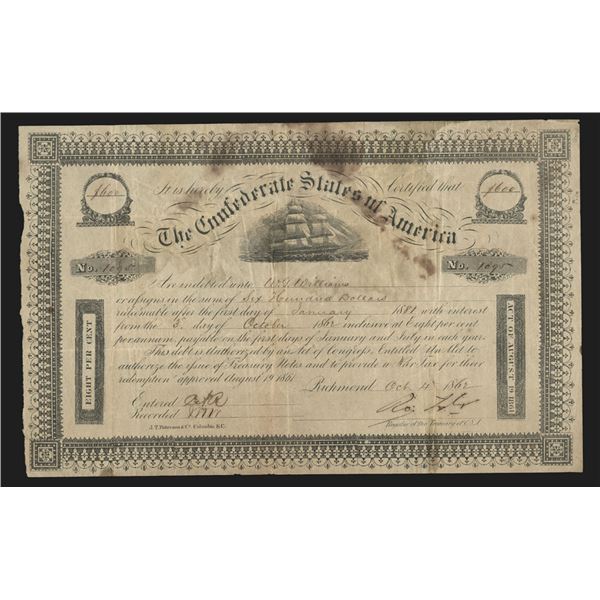 $600 It is hereby Certified that $600
The Confederate States of America
No. 1095 No. 1095
Are indebted unto W. Y. Williams
or assigns in the sum of Six Hundred Dollars
redeemable after the first day of January 1881 with interest
from the 3 day of October 1862 inclusive at Eight per cent
per annum, payable on the first days of January and July in each year.
This debt is Authorized by an Act of Congress, Entitled "An Act to
authorize the Issue of Treasury Notes and to provide a War Tax for their
redemption" approved August 19 1861.
Richmond Oct 4 1862
Entered
Recorded
Register of the Treasury of C.S.A
J. T. Paterson & Co. Columbia S.C.
EIGHT PER CENT
ACT OF AUGUST 19 1861